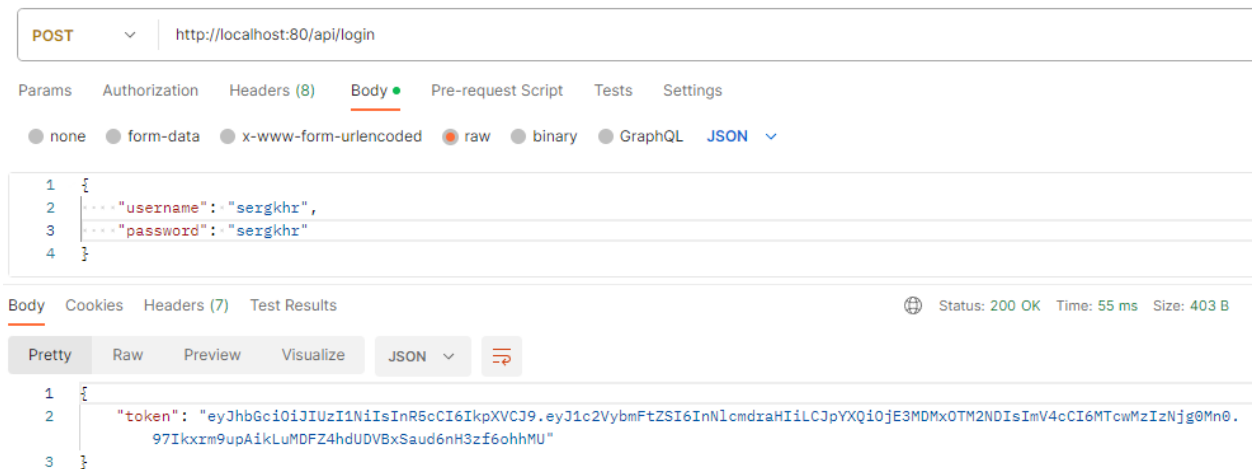 POST http://localhost:80/api/login
Params Authorization Headers (8) Body Pre-request Script Tests Settings
none form-data x-www-form-urlencoded raw binary GraphQL JSON
1 {
2 ····"username":·"sergkhr",
3 ····"password":·"sergkhr"
4 }
Body Cookies Headers (7) Test Results Status: 200 OK Time: 55 ms Size: 403 B
Pretty Raw Preview Visualize JSON
1 {
2 "token": "eyJhbGciOiJIUzI1NiIsInR5cCI6IkpXVCJ9.eyJ1c2VybmFtZSI6InNlcmdraHIiLCJpYXQiOjE3MDMxOTM2NDIsImV4cCI6MTcwMzIzNjg0Mn0.
97Ikxrm9upAikLuMDFZ4hdUDVBxSaud6nH3zf6ohhMU"
3 }